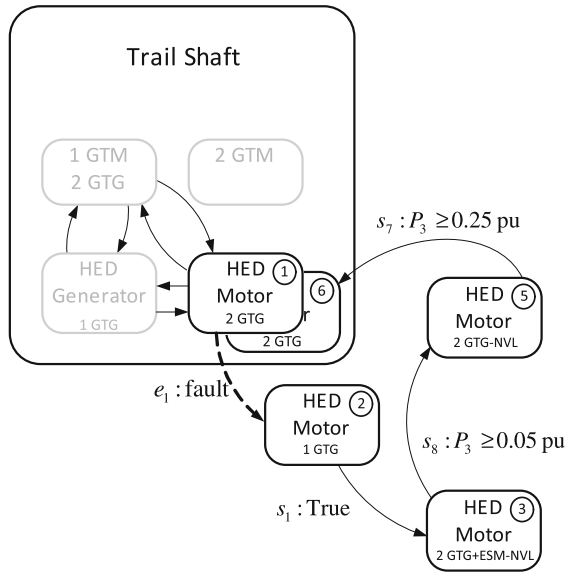 Trail Shaft
1 GTM
2 GTG
2 GTM
HED
Generator
1 GTG
HED 1
Motor
2 GTG
6
r
2 GTG
s7 : P3 ≥0.25 pu
HED 5
Motor
2 GTG-NVL
e1 : fault
HED 2
Motor
1 GTG
s8 : P3 ≥0.05 pu
s1 : True
HED 3
Motor
2 GTG+ESM-NVL